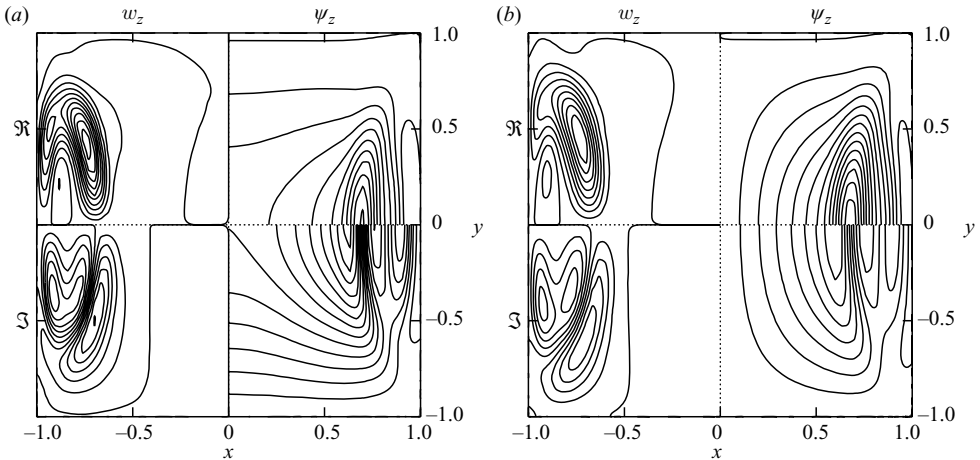 (a) w_z ψ_z (b) w_z ψ_z
1.0 1.0
ℜ 0.5 ℜ 0.5
0 y 0 y
ℑ −0.5 ℑ −0.5
−1.0 −1.0
−1.0 −0.5 0 0.5 1.0 −1.0 −0.5 0 0.5 1.0
x x